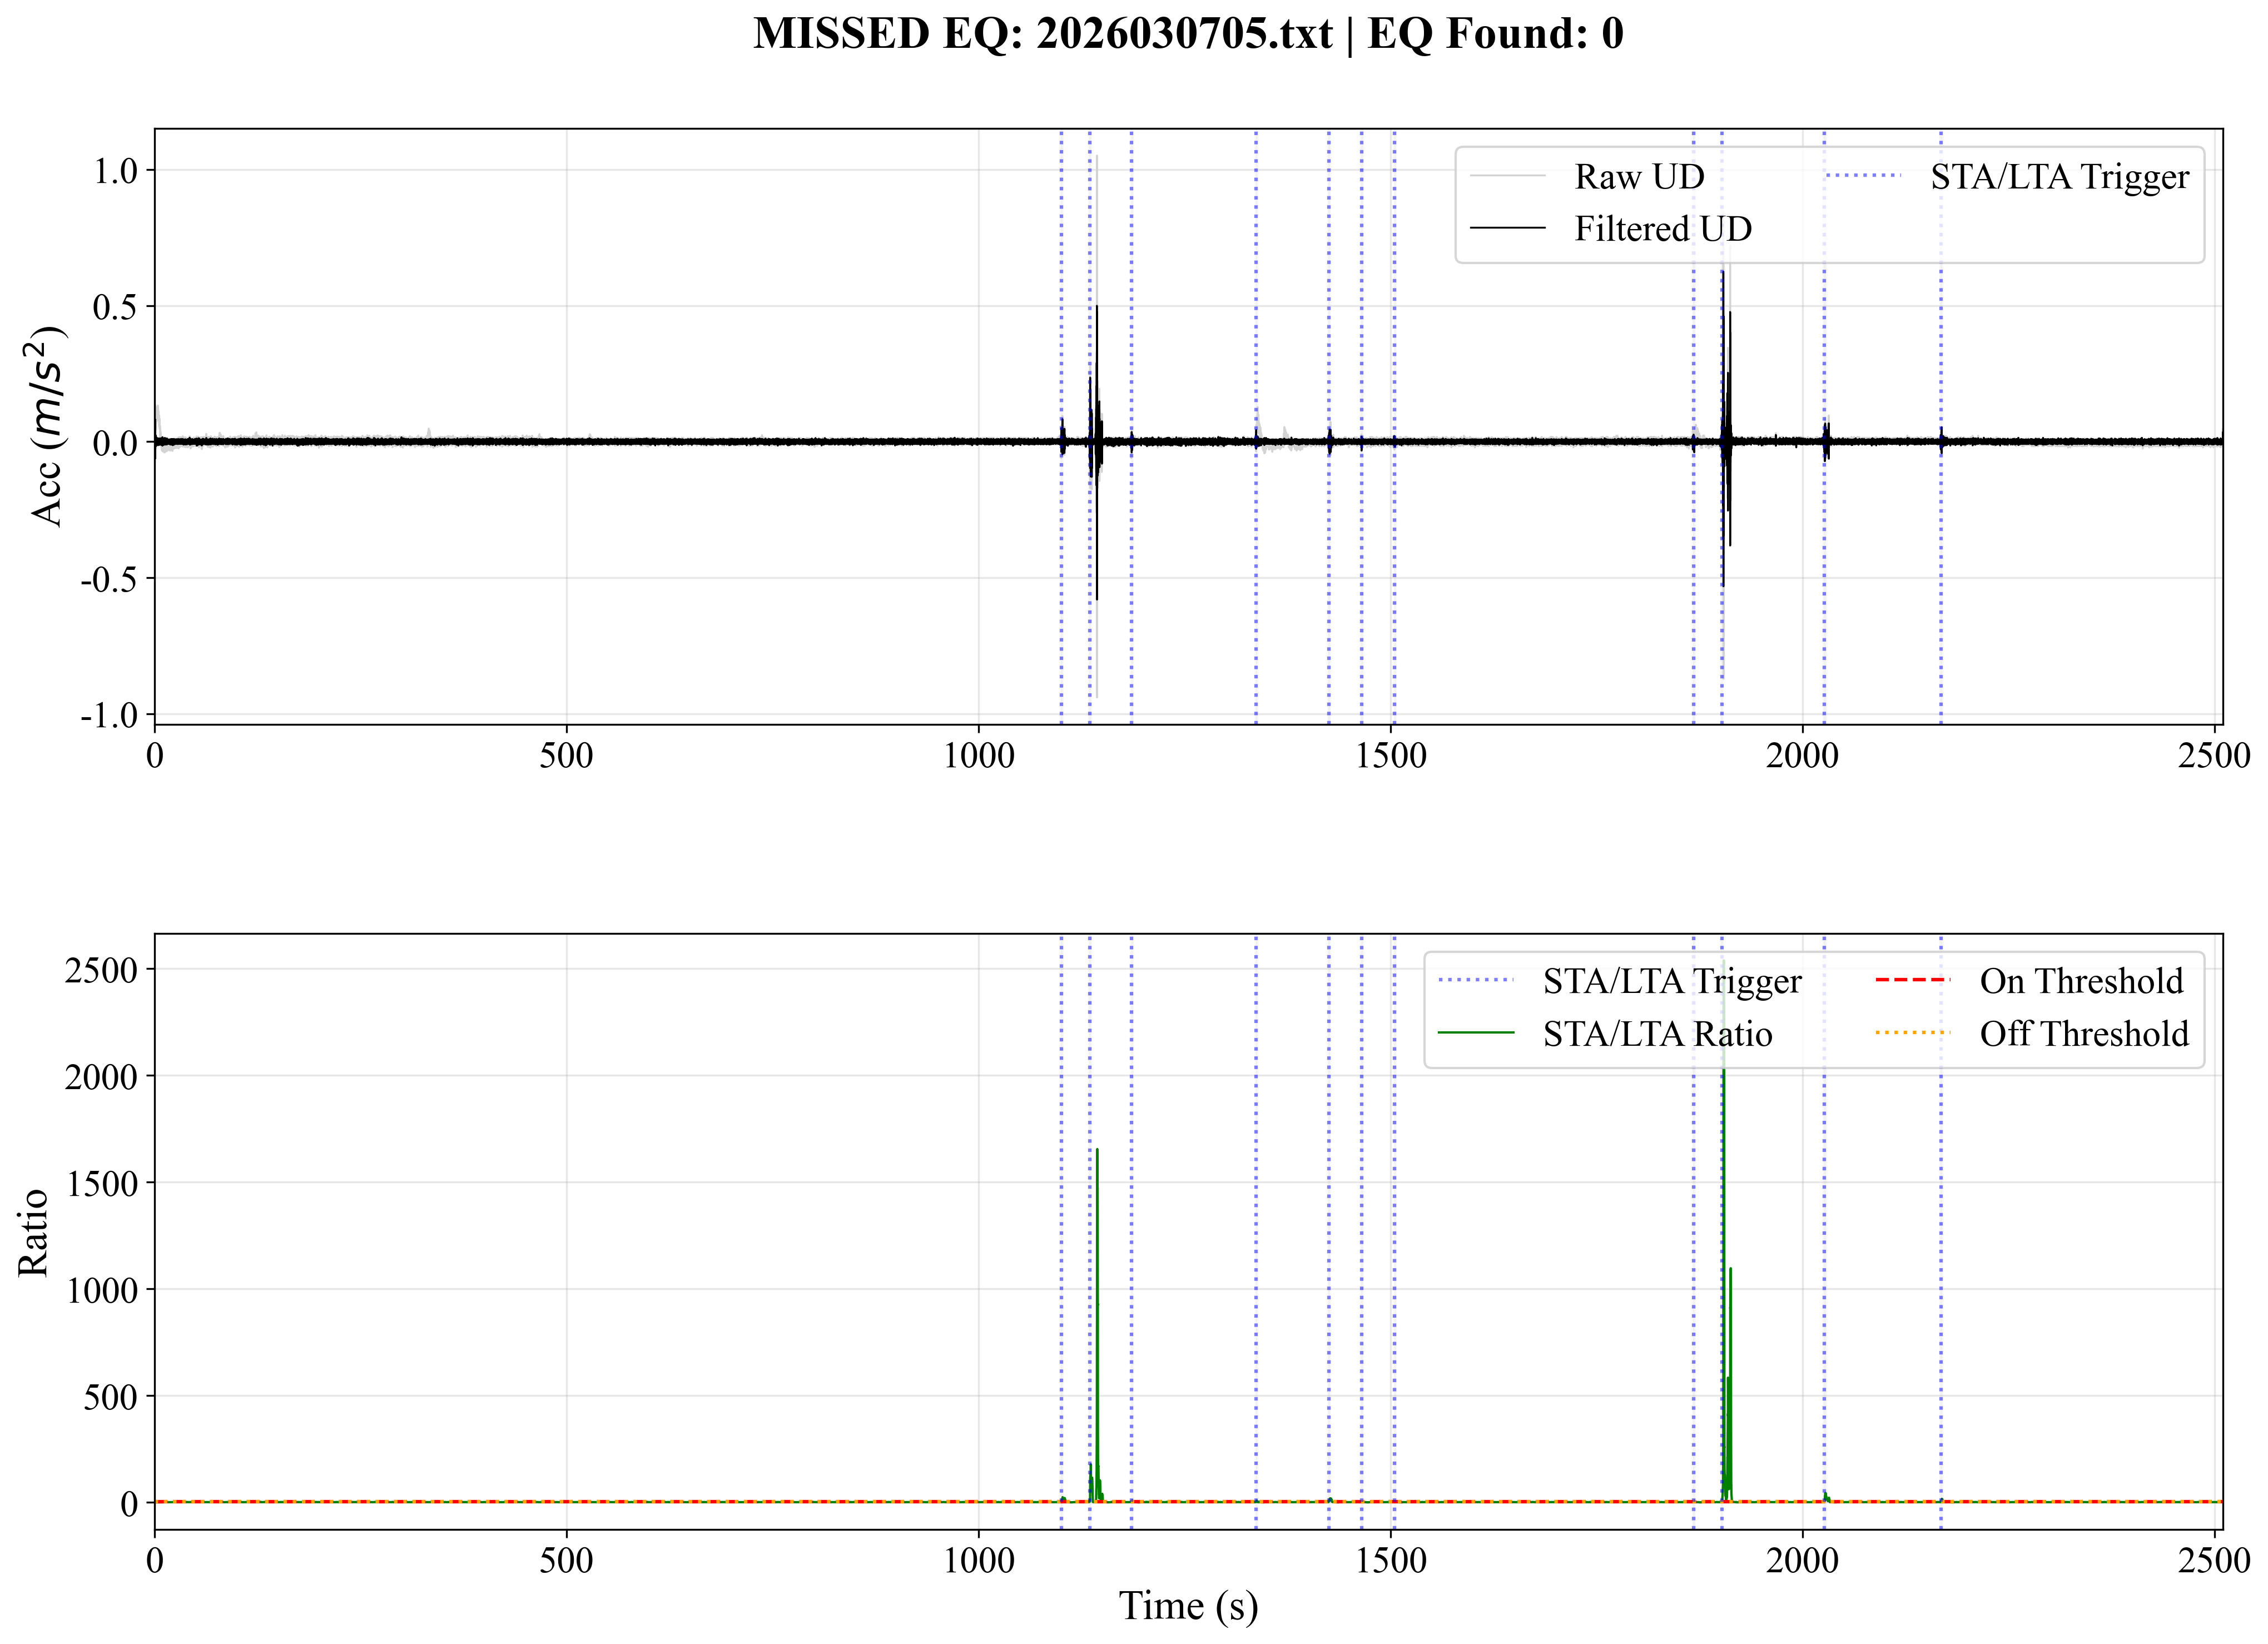 MISSED EQ: 2026030705.txt | EQ Found: 0
Acc (m/s²)
1.0
0.5
0.0
-0.5
-1.0
Raw UD
Filtered UD
STA/LTA Trigger
0 500 1000 1500 2000 2500
Ratio
2500
2000
1500
1000
500
0
STA/LTA Trigger
STA/LTA Ratio
On Threshold
Off Threshold
0 500 1000 1500 2000 2500
Time (s)